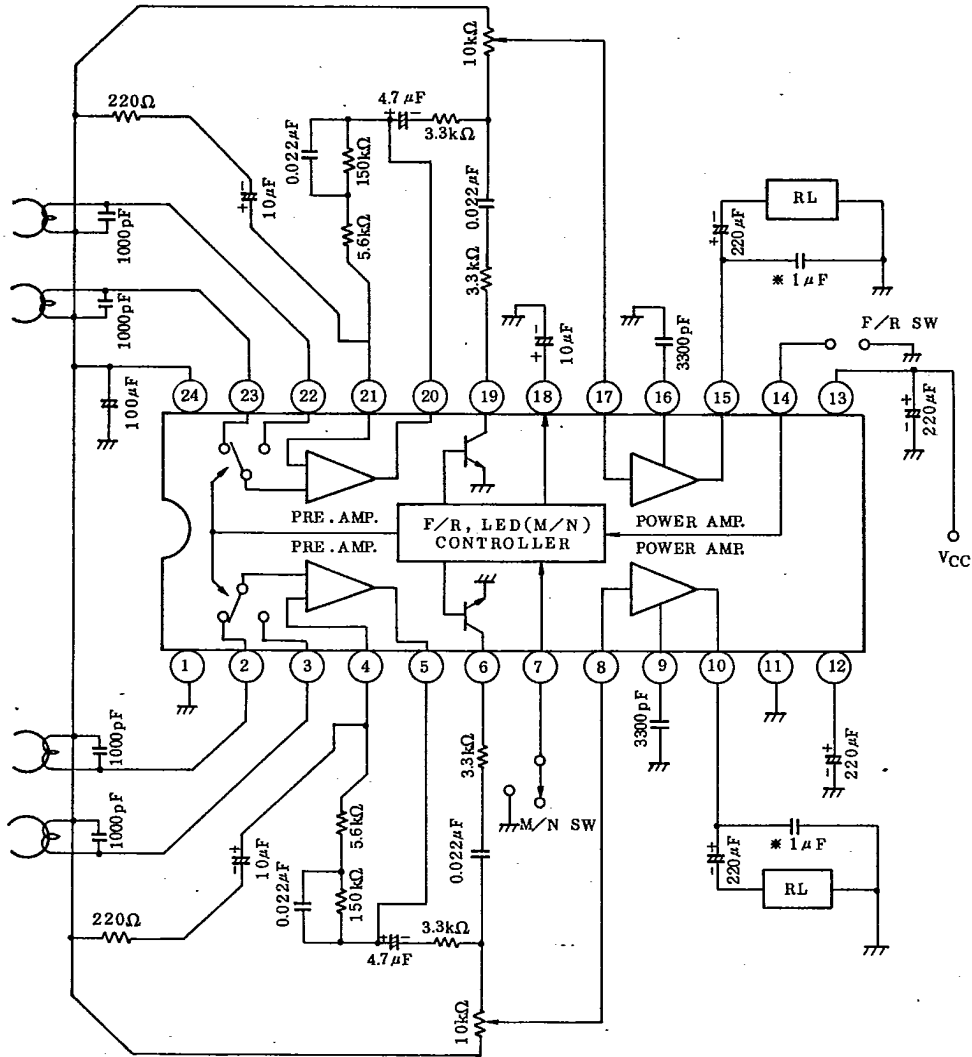 10kΩ
4.7μF
+ -
3.3kΩ
220Ω
0.022μF
150kΩ
+ -
10μF
5.6kΩ
0.022μF
3.3kΩ
RL
+ -
220μF
※ 1μF
1000pF
1000pF
100μF
+ -
10μF
3300pF
F/R SW
- +
220μF
VCC
24
23
22
21
20
19
18
17
16
15
14
13
PRE.AMP.
PRE.AMP.
F/R, LED(M/N)
CONTROLLER
POWER AMP.
POWER AMP.
1
2
3
4
5
6
7
8
9
10
11
12
1000pF
1000pF
3.3kΩ
3300pF
M/N SW
- +
220μF
- +
10μF
5.6kΩ
0.022μF
150kΩ
0.022μF
220Ω
3.3kΩ
+ -
4.7μF
10kΩ
- +
220μF
※ 1μF
RL